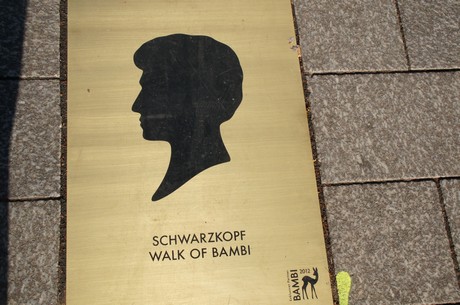 SCHWARZKOPF
WALK OF BAMBI
BAMBI
2012